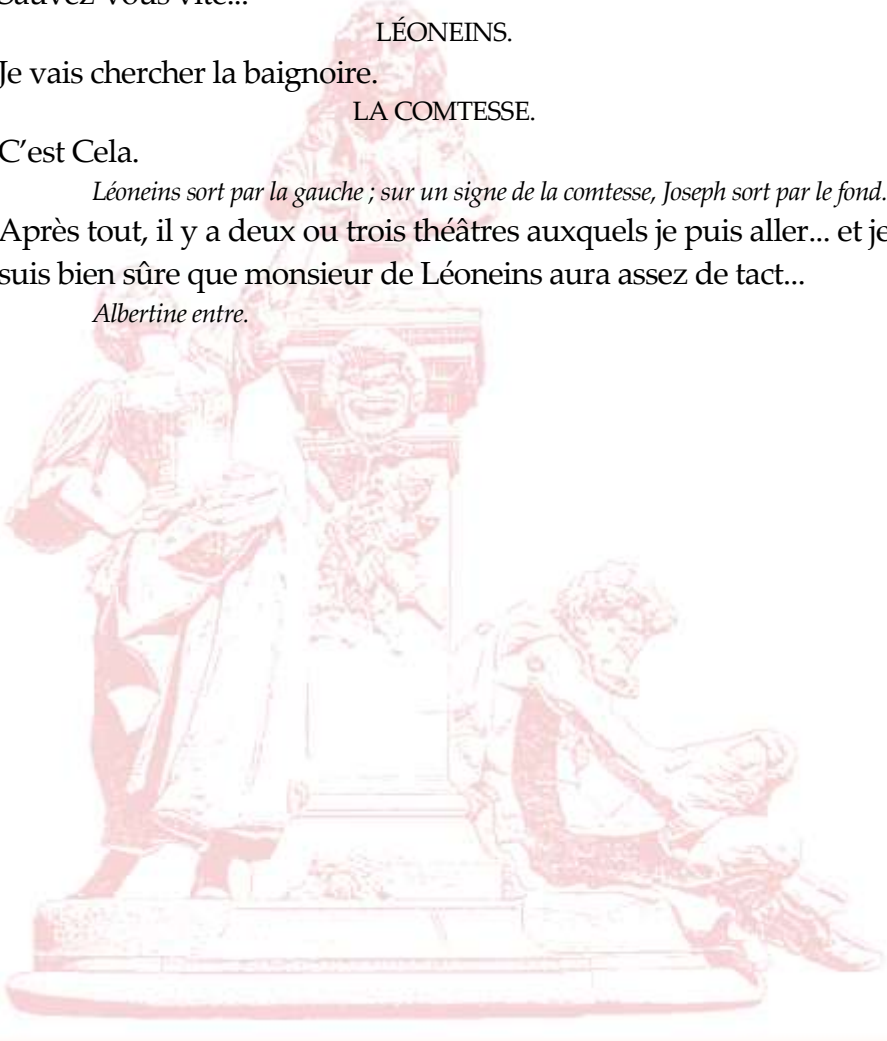 Sauvez-vous vite...
LÉONEINS.
Je vais chercher la baignoire.
LA COMTESSE.
C’est Cela.
Léoneins sort par la gauche ; sur un signe de la comtesse, Joseph sort par le fond.
Après tout, il y a deux ou trois théâtres auxquels je puis aller... et je
suis bien sûre que monsieur de Léoneins aura assez de tact...
Albertine entre.